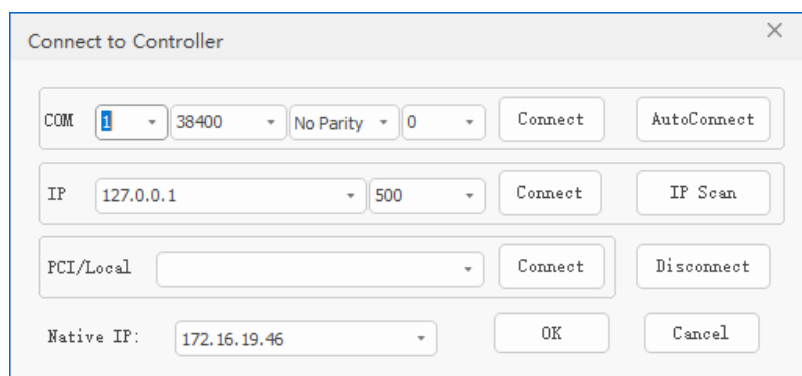 Connect to Controller
COM 1 38400 No Parity 0 Connect AutoConnect
IP 127.0.0.1 500 Connect IP Scan
PCI/Local Connect Disconnect
Native IP: 172.16.19.46 OK Cancel